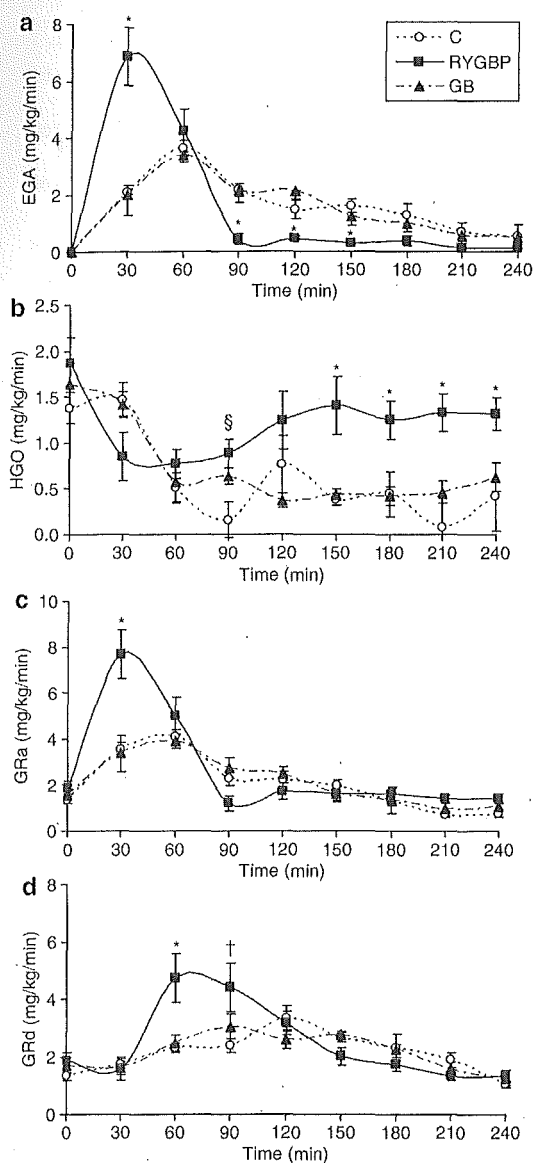 a
8
6
4
2
0
EGA (mg/kg/min)
C
RYGBP
GB
*
* * *
0 30 60 90 120 150 180 210 240
Time (min)
b
2.5
2.0
1.5
1.0
0.5
0.0
HGO (mg/kg/min)
§ * * * *
0 30 60 90 120 150 180 210 240
Time (min)
c
10
8
6
4
2
0
GRa (mg/kg/min)
*
0 30 60 90 120 150 180 210 240
Time (min)
d
8
6
4
2
0
GRd (mg/kg/min)
* †
0 30 60 90 120 150 180 210 240
Time (min)